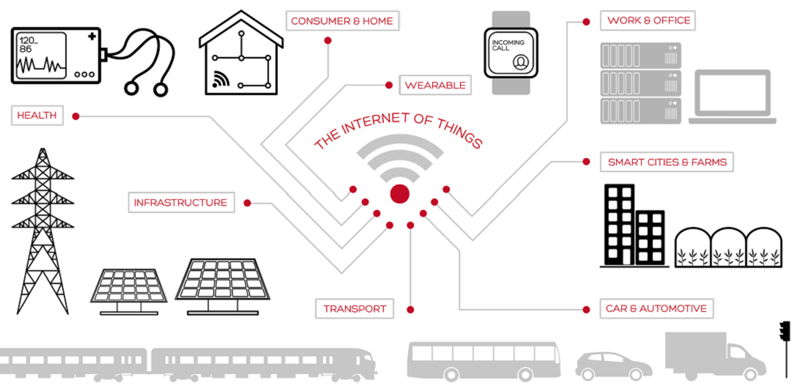 CONSUMER & HOME
WORK & OFFICE
120_
86
INCOMING
CALL
WEARABLE
HEALTH
THE INTERNET OF THINGS
SMART CITIES & FARMS
INFRASTRUCTURE
TRANSPORT
CAR & AUTOMOTIVE